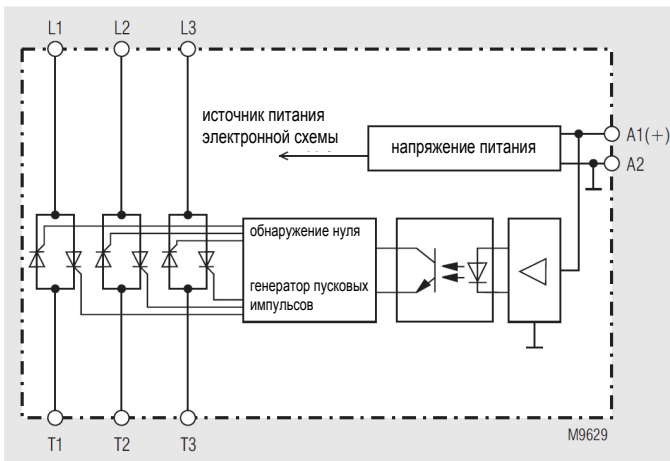 L1 L2 L3
источник питания
электронной схемы
напряжение питания
A1(+)
A2
обнаружение нуля
генератор пусковых
импульсов
T1 T2 T3
M9629